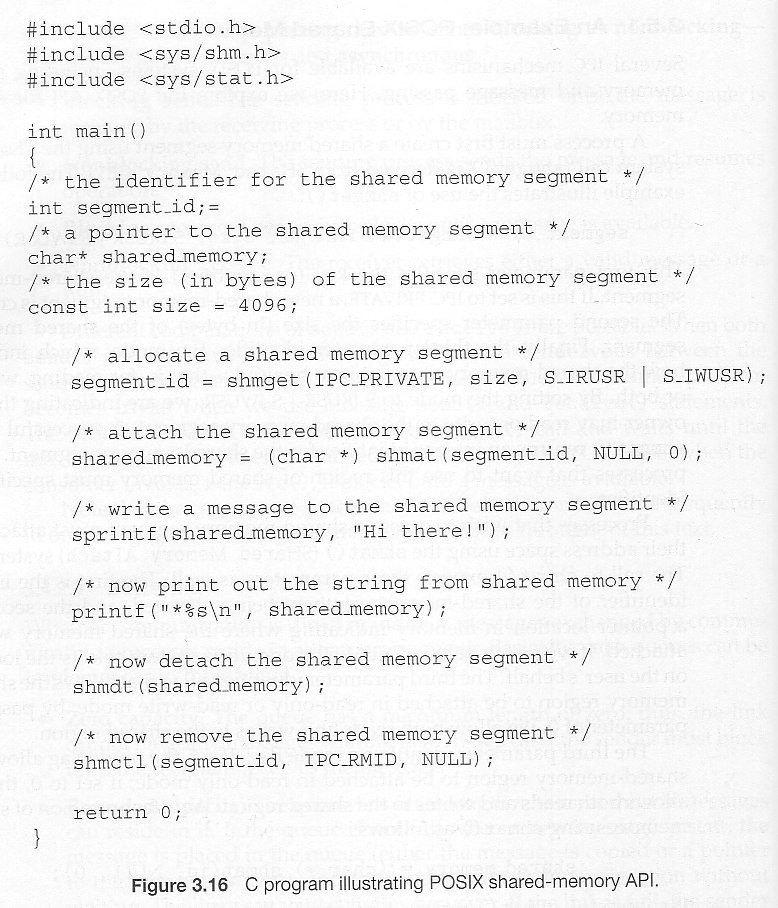 #include <stdio.h>
#include <sys/shm.h>
#include <sys/stat.h>
int main()
{
/* the identifier for the shared memory segment */
int segment_id;=
/* a pointer to the shared memory segment */
char* shared_memory;
/* the size (in bytes) of the shared memory segment */
const int size = 4096;
/* allocate a shared memory segment */
segment_id = shmget(IPC_PRIVATE, size, S_IRUSR | S_IWUSR);
/* attach the shared memory segment */
shared_memory = (char *) shmat(segment_id, NULL, 0);
/* write a message to the shared memory segment */
sprintf(shared_memory, "Hi there!");
/* now print out the string from shared memory */
printf("*%s\n", shared_memory);
/* now detach the shared memory segment */
shmdt(shared_memory);
/* now remove the shared memory segment */
shmctl(segment_id, IPC_RMID, NULL);
return 0;
}
Figure 3.16 C program illustrating POSIX shared-memory API.